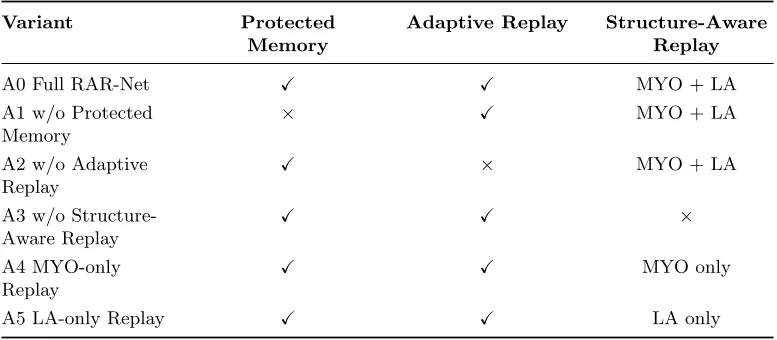 Variant Protected Memory Adaptive Replay Structure-Aware Replay
A0 Full RAR-Net ✓ ✓ MYO + LA
A1 w/o Protected Memory × ✓ MYO + LA
A2 w/o Adaptive Replay ✓ × MYO + LA
A3 w/o Structure-Aware Replay ✓ ✓ ×
A4 MYO-only Replay ✓ ✓ MYO only
A5 LA-only Replay ✓ ✓ LA only